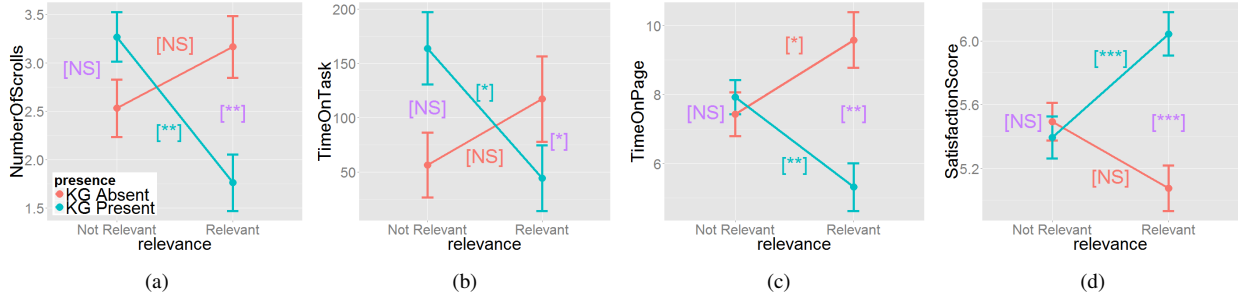 NumberOfScrolls
3.5
3.0
2.5
2.0
1.5
[NS]
[NS]
[**]
[**]
presence
KG Absent
KG Present
Not Relevant
Relevant
relevance
(a)
TimeOnTask
200
150
100
50
[*]
[NS]
[NS]
[*]
Not Relevant
Relevant
relevance
(b)
TimeOnPage
10
8
6
[*]
[NS]
[**]
[**]
Not Relevant
Relevant
relevance
(c)
SatisfactionScore
6.0
5.6
5.2
[***]
[NS]
[***]
[NS]
Not Relevant
Relevant
relevance
(d)